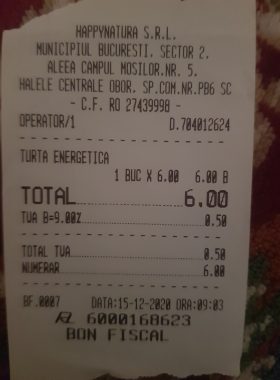 HAPPYNATURA S.R.L.
MUNICIPIUL BUCURESTI. SECTOR 2.
ALEEA CAMPUL MOSILOR.NR. 5.
HALELE CENTRALE OBOR. SP.COM.NR.PB6 SC
- C.F. RO 27439998 -
OPERATOR/1 D.704012624
TURTA ENERGETICA
1 BUC X 6.00 6.00 B
TOTAL 6.00
TUA B=9.00% 0.50
TOTAL TUA 0.50
NUMERAR 6.00
BF.0007 DATA:15-12-2020 ORA:09:03
6000168623
BON FISCAL